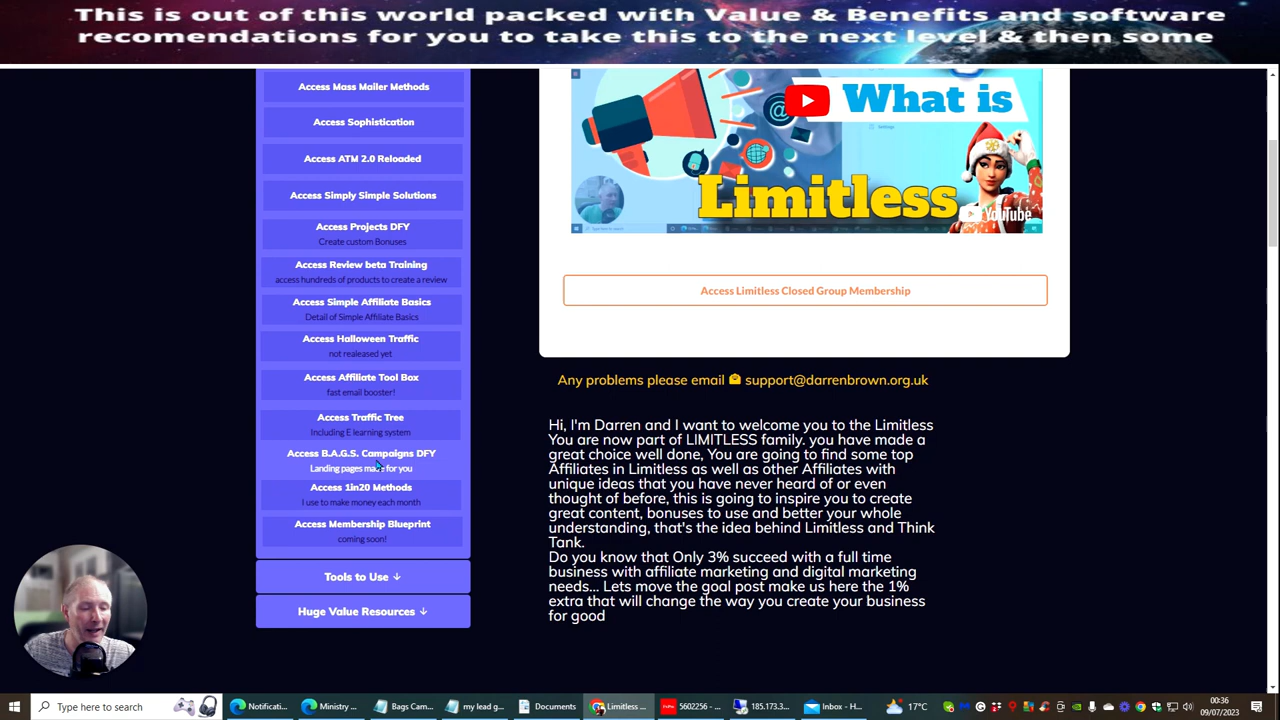 This is out of this world packed with Value & Benefits and software
recomendations for you to take this to the next level & then some
Access Mass Mailer Methods
Access Sophistication
Access ATM 2.0 Reloaded
Access Simply Simple Solutions
Access Projects DFY
Create custom Bonuses
Access Review beta Training
access hundreds of products to create a review
Access Simple Affiliate Basics
Detail of Simple Affiliate Basics
Access Halloween Traffic
not realeased yet
Access Affiliate Tool Box
fast email booster!
Access Traffic Tree
Including E learning system
Access B.A.G.S. Campaigns DFY
Landing pages made for you
Access 1in20 Methods
I use to make money each month
Access Membership Blueprint
coming soon!
Tools to Use ↓
Huge Value Resources ↓
What is
Limitless
YouTube
Access Limitless Closed Group Membership
Any problems please email support@darrenbrown.org.uk
Hi, I'm Darren and I want to welcome you to the Limitless
You are now part of LIMITLESS family. you have made a
great choice well done, You are going to find some top
Affiliates in Limitless as well as other Affiliates with
unique ideas that you have never heard of or even
thought of before, this is going to inspire you to create
great content, bonuses to use and better your whole
understanding, that's the idea behind Limitless and Think
Tank.
Do you know that Only 3% succeed with a full time
business with affiliate marketing and digital marketing
needs... Lets move the goal post make us here the 1%
extra that will change the way you create your business
for good
Type here to search
Notificati...
Ministry ...
Bags Cam...
my lead g...
Documents
Limitless ...
5602256 - ...
185.173.3...
Inbox - H...
17°C
00:36
09/07/2023